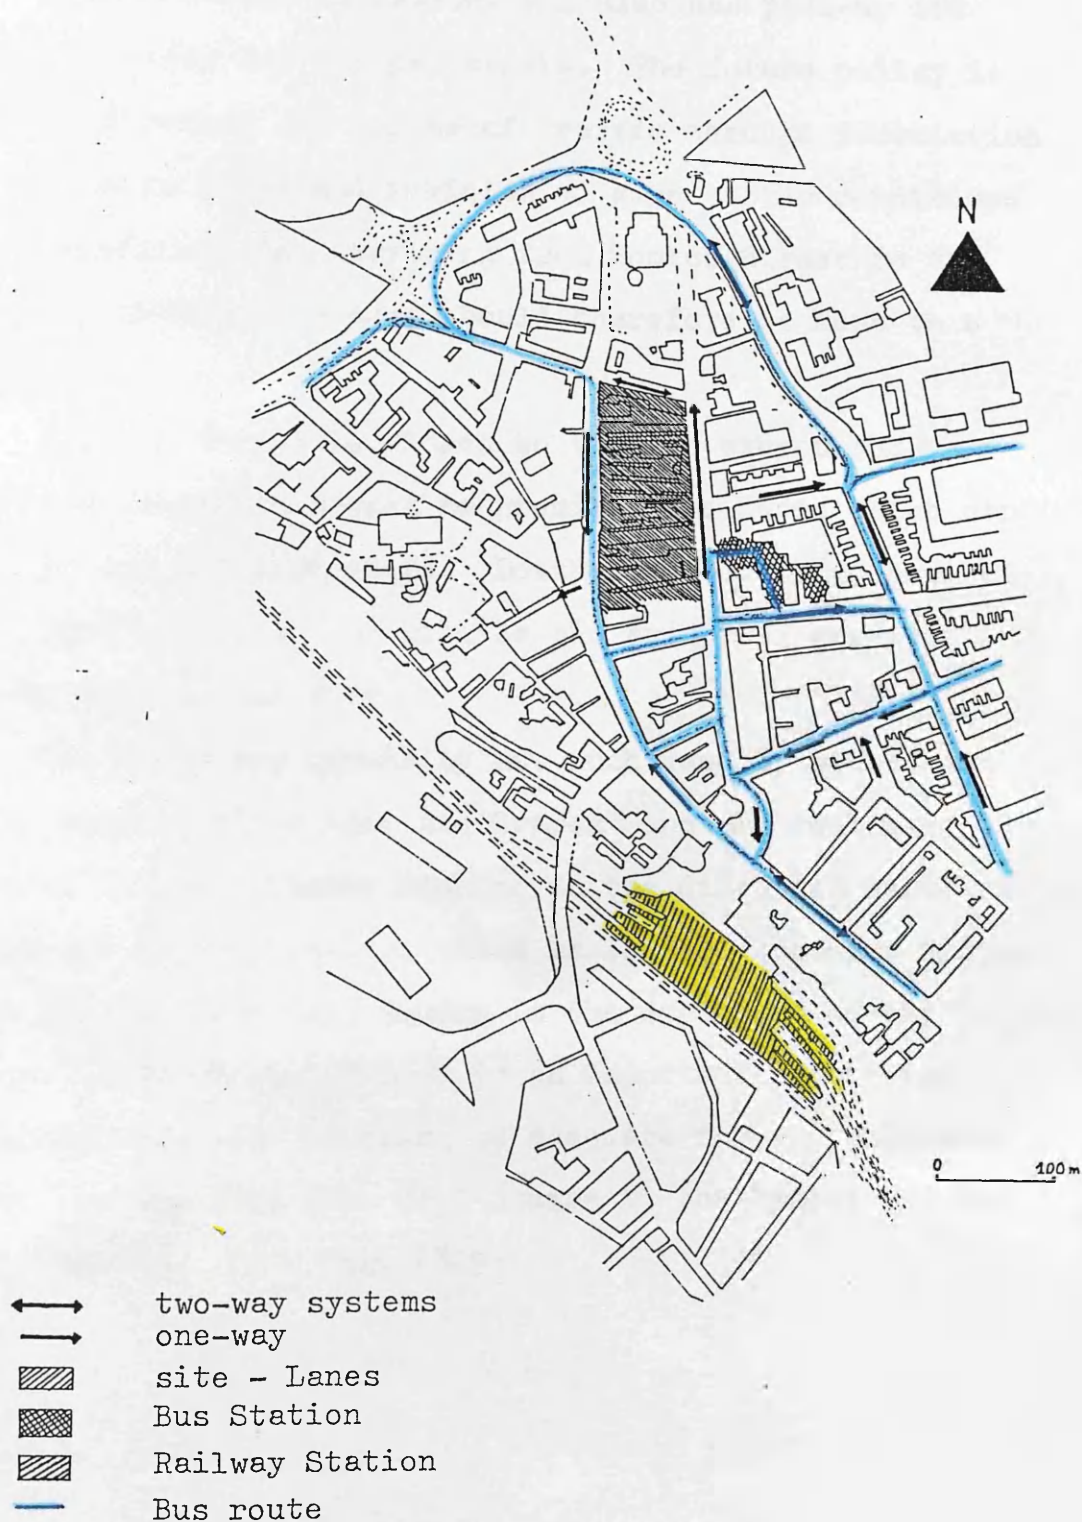 N
0 100m
two-way systems
one-way
site - Lanes
Bus Station
Railway Station
Bus route